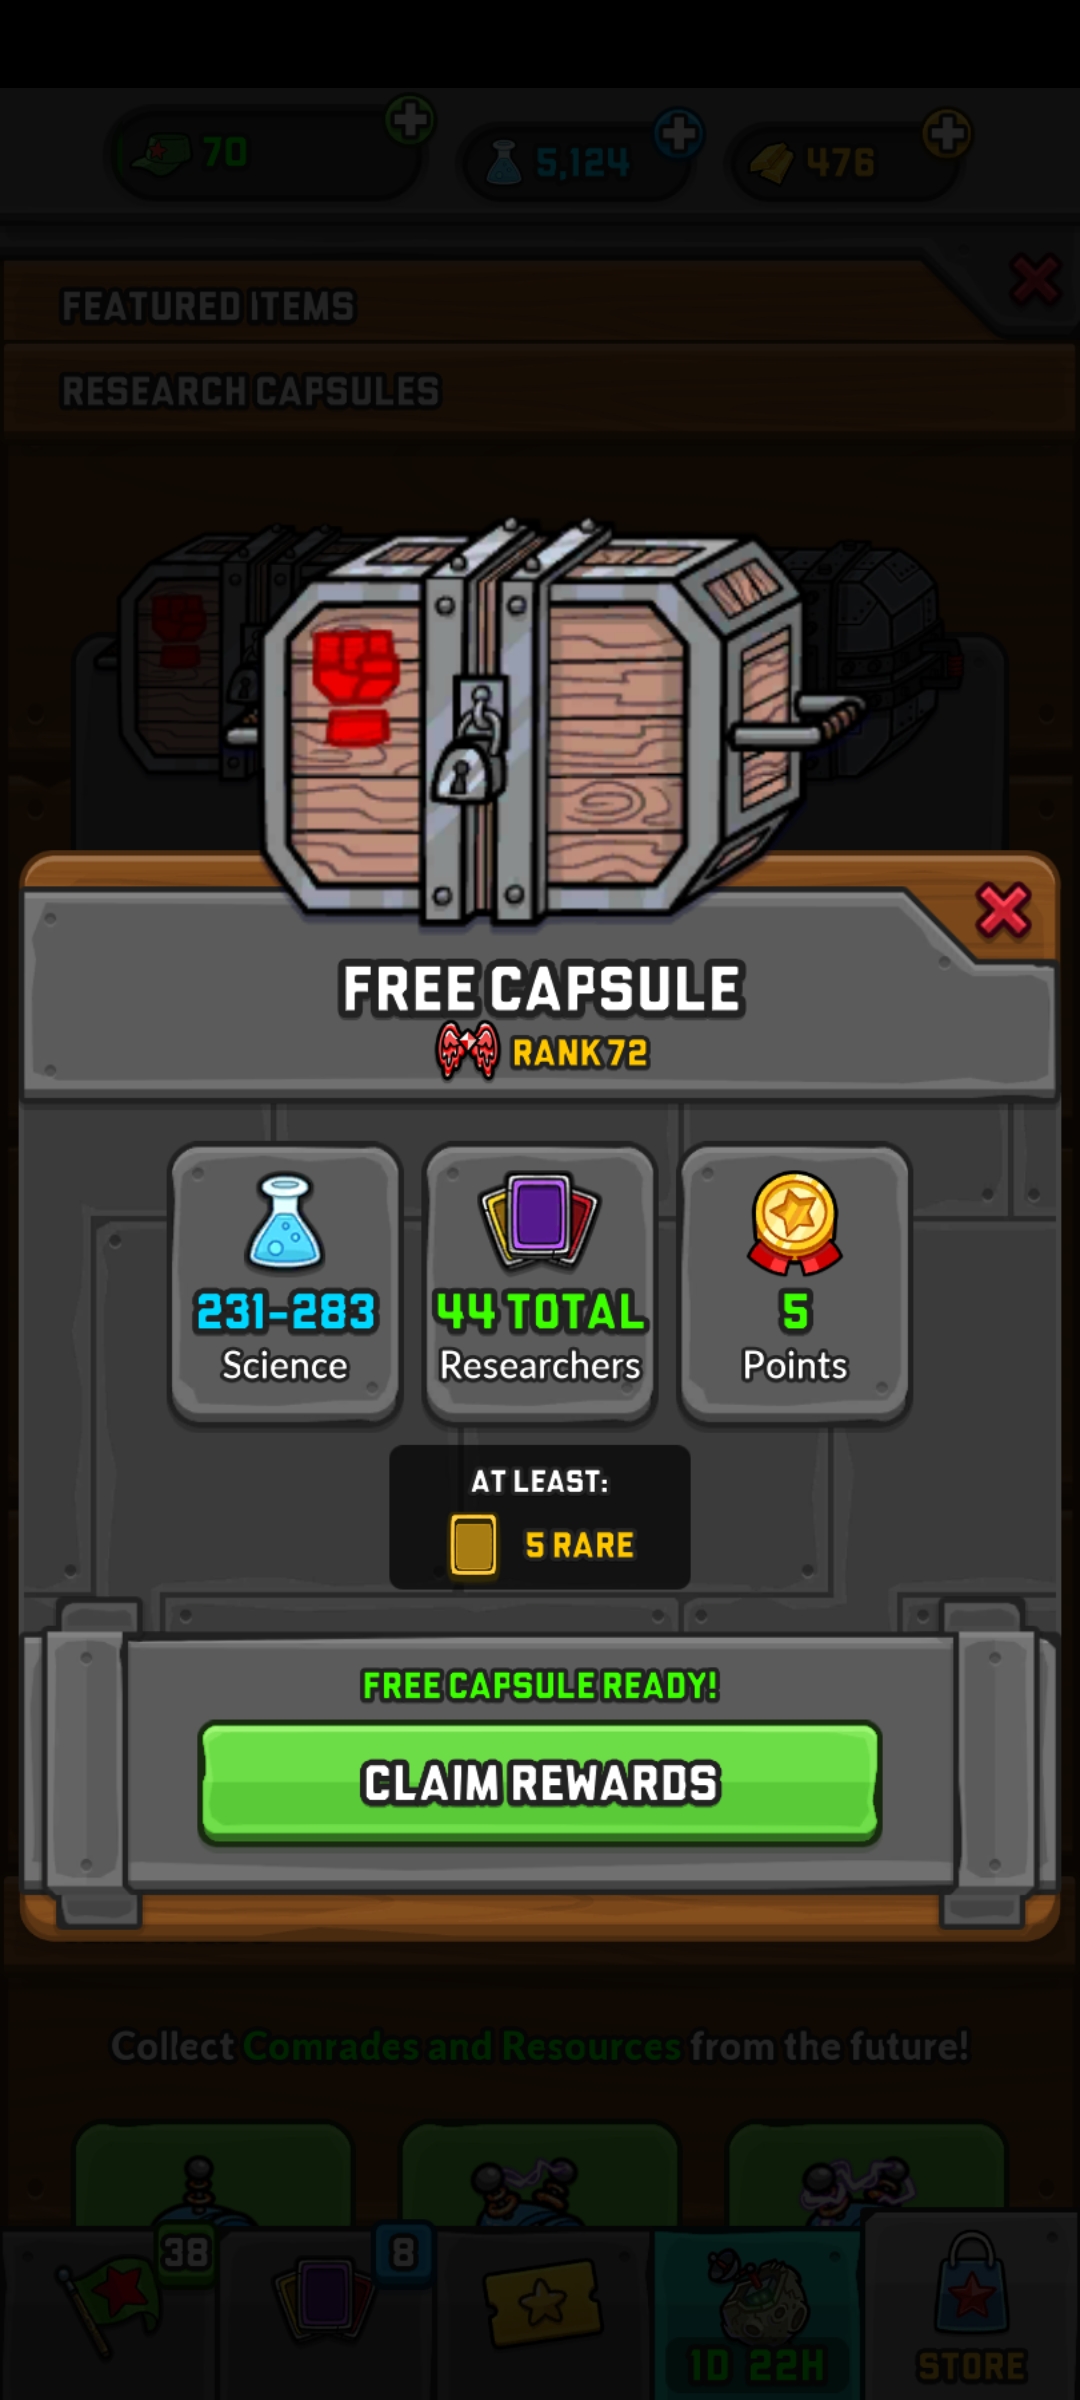 70
5,124
476
FEATURED ITEMS
RESEARCH CAPSULES
FREE CAPSULE
RANK 72
231-283
Science
44 TOTAL
Researchers
5
Points
AT LEAST:
5 RARE
FREE CAPSULE READY!
CLAIM REWARDS
Collect Comrades and Resources from the future!
38
8
1D 22H
STORE